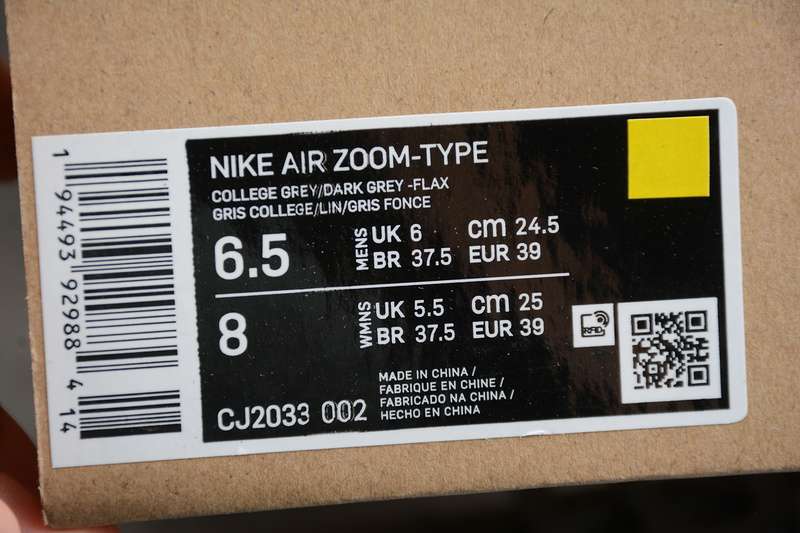 NIKE AIR ZOOM-TYPE
COLLEGE GREY/DARK GREY -FLAX
GRIS COLLEGE/LIN/GRIS FONCE
6.5 MENS UK 6 cm 24.5
BR 37.5 EUR 39
8 WMNS UK 5.5 cm 25
BR 37.5 EUR 39
MADE IN CHINA /
FABRIQUE EN CHINE /
FABRICADO NA CHINA /
HECHO EN CHINA
CJ2033 002
1 94493 92988 4 14